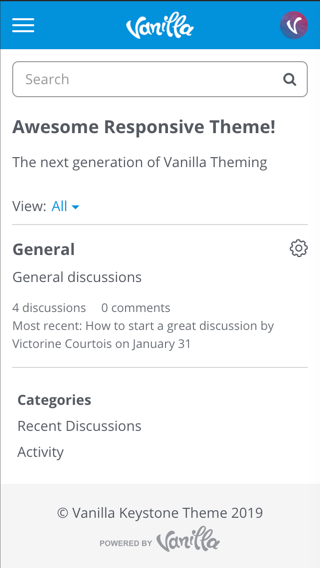 Vanilla
Search
Awesome Responsive Theme!
The next generation of Vanilla Theming
View: All
General
General discussions
4 discussions 0 comments
Most recent: How to start a great discussion by
Victorine Courtois on January 31
Categories
Recent Discussions
Activity
© Vanilla Keystone Theme 2019
POWERED BY Vanilla